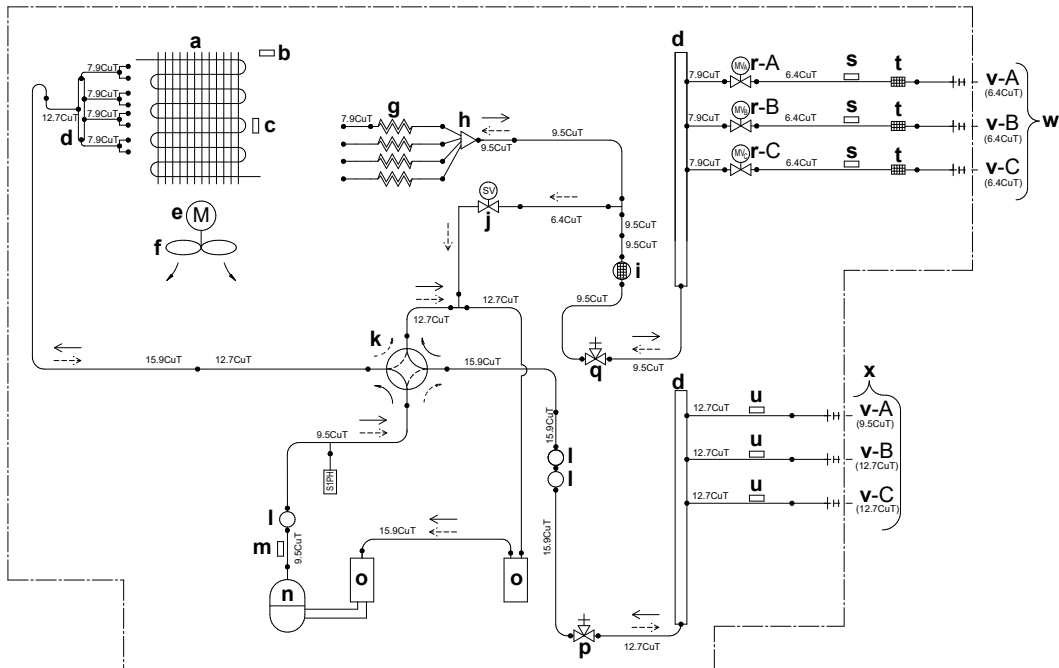 a
b
7.9CuT
7.9CuT
7.9CuT
7.9CuT
12.7CuT
d
c
e M
f
7.9CuT
g
h
9.5CuT
9.5CuT
SV
j
6.4CuT
9.5CuT
9.5CuT
i
9.5CuT
q
9.5CuT
d
7.9CuT
MVA
r-A
6.4CuT
s
t
v-A
(6.4CuT)
7.9CuT
MVB
r-B
6.4CuT
s
t
v-B
(6.4CuT)
7.9CuT
MVC
r-C
6.4CuT
s
t
v-C
(6.4CuT)
w
12.7CuT
12.7CuT
k
15.9CuT
12.7CuT
15.9CuT
9.5CuT
S1PH
l
m
9.5CuT
n
15.9CuT
o
o
15.9CuT
l
l
15.9CuT
p
12.7CuT
d
x
12.7CuT
u
v-A
(9.5CuT)
12.7CuT
u
v-B
(12.7CuT)
12.7CuT
u
v-C
(12.7CuT)